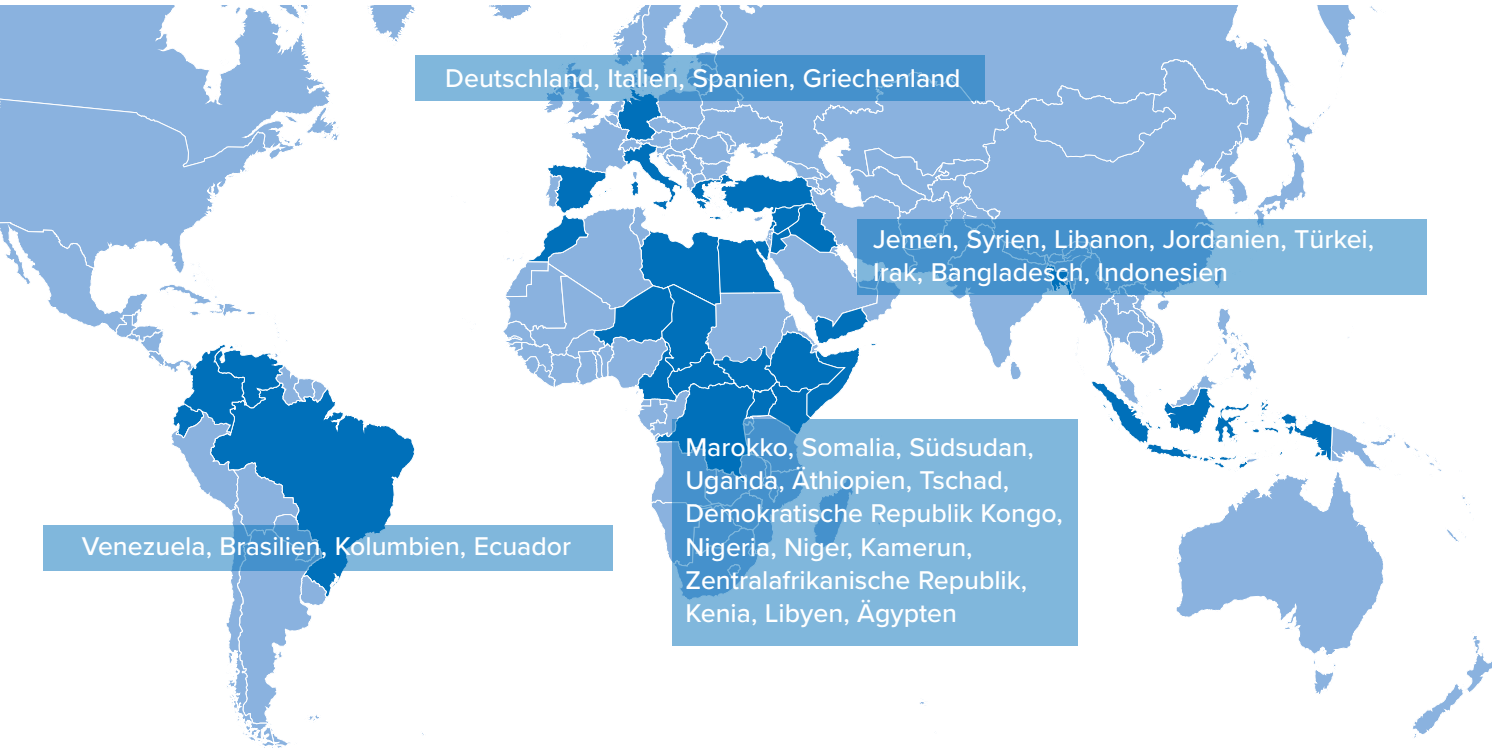 Deutschland, Italien, Spanien, Griechenland
Jemen, Syrien, Libanon, Jordanien, Türkei,
Irak, Bangladesch, Indonesien
Marokko, Somalia, Südsudan,
Uganda, Äthiopien, Tschad,
Demokratische Republik Kongo,
Nigeria, Niger, Kamerun,
Zentralafrikanische Republik,
Kenia, Libyen, Ägypten
Venezuela, Brasilien, Kolumbien, Ecuador